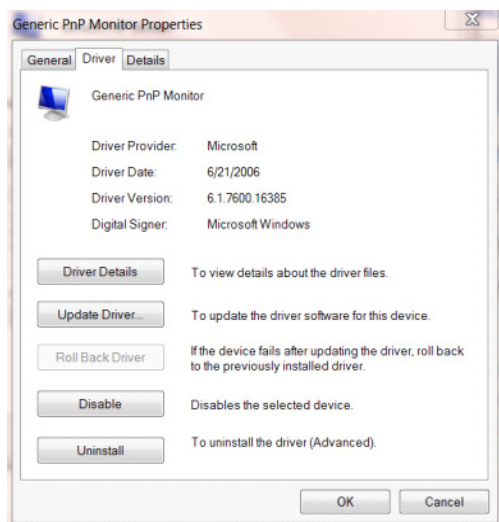 Generic PnP Monitor Properties
General Driver Details
Generic PnP Monitor
Driver Provider: Microsoft
Driver Date: 6/21/2006
Driver Version: 6.1.7600.16385
Digital Signer: Microsoft Windows
Driver Details To view details about the driver files.
Update Driver... To update the driver software for this device.
Roll Back Driver If the device fails after updating the driver, roll back
to the previously installed driver.
Disable Disables the selected device.
Uninstall To uninstall the driver (Advanced).
OK Cancel